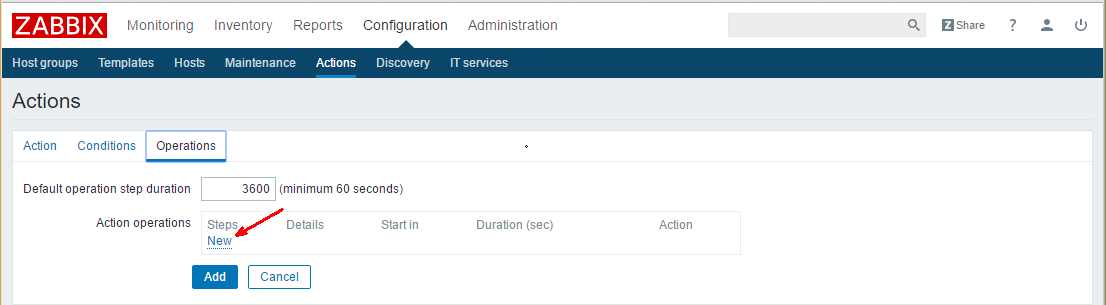 ZABBIX Monitoring Inventory Reports Configuration Administration Z Share ?
Host groups Templates Hosts Maintenance Actions Discovery IT services
Actions
Action Conditions Operations
Default operation step duration 3600 (minimum 60 seconds)
Action operations Steps Details Start in Duration (sec) Action
New
Add Cancel